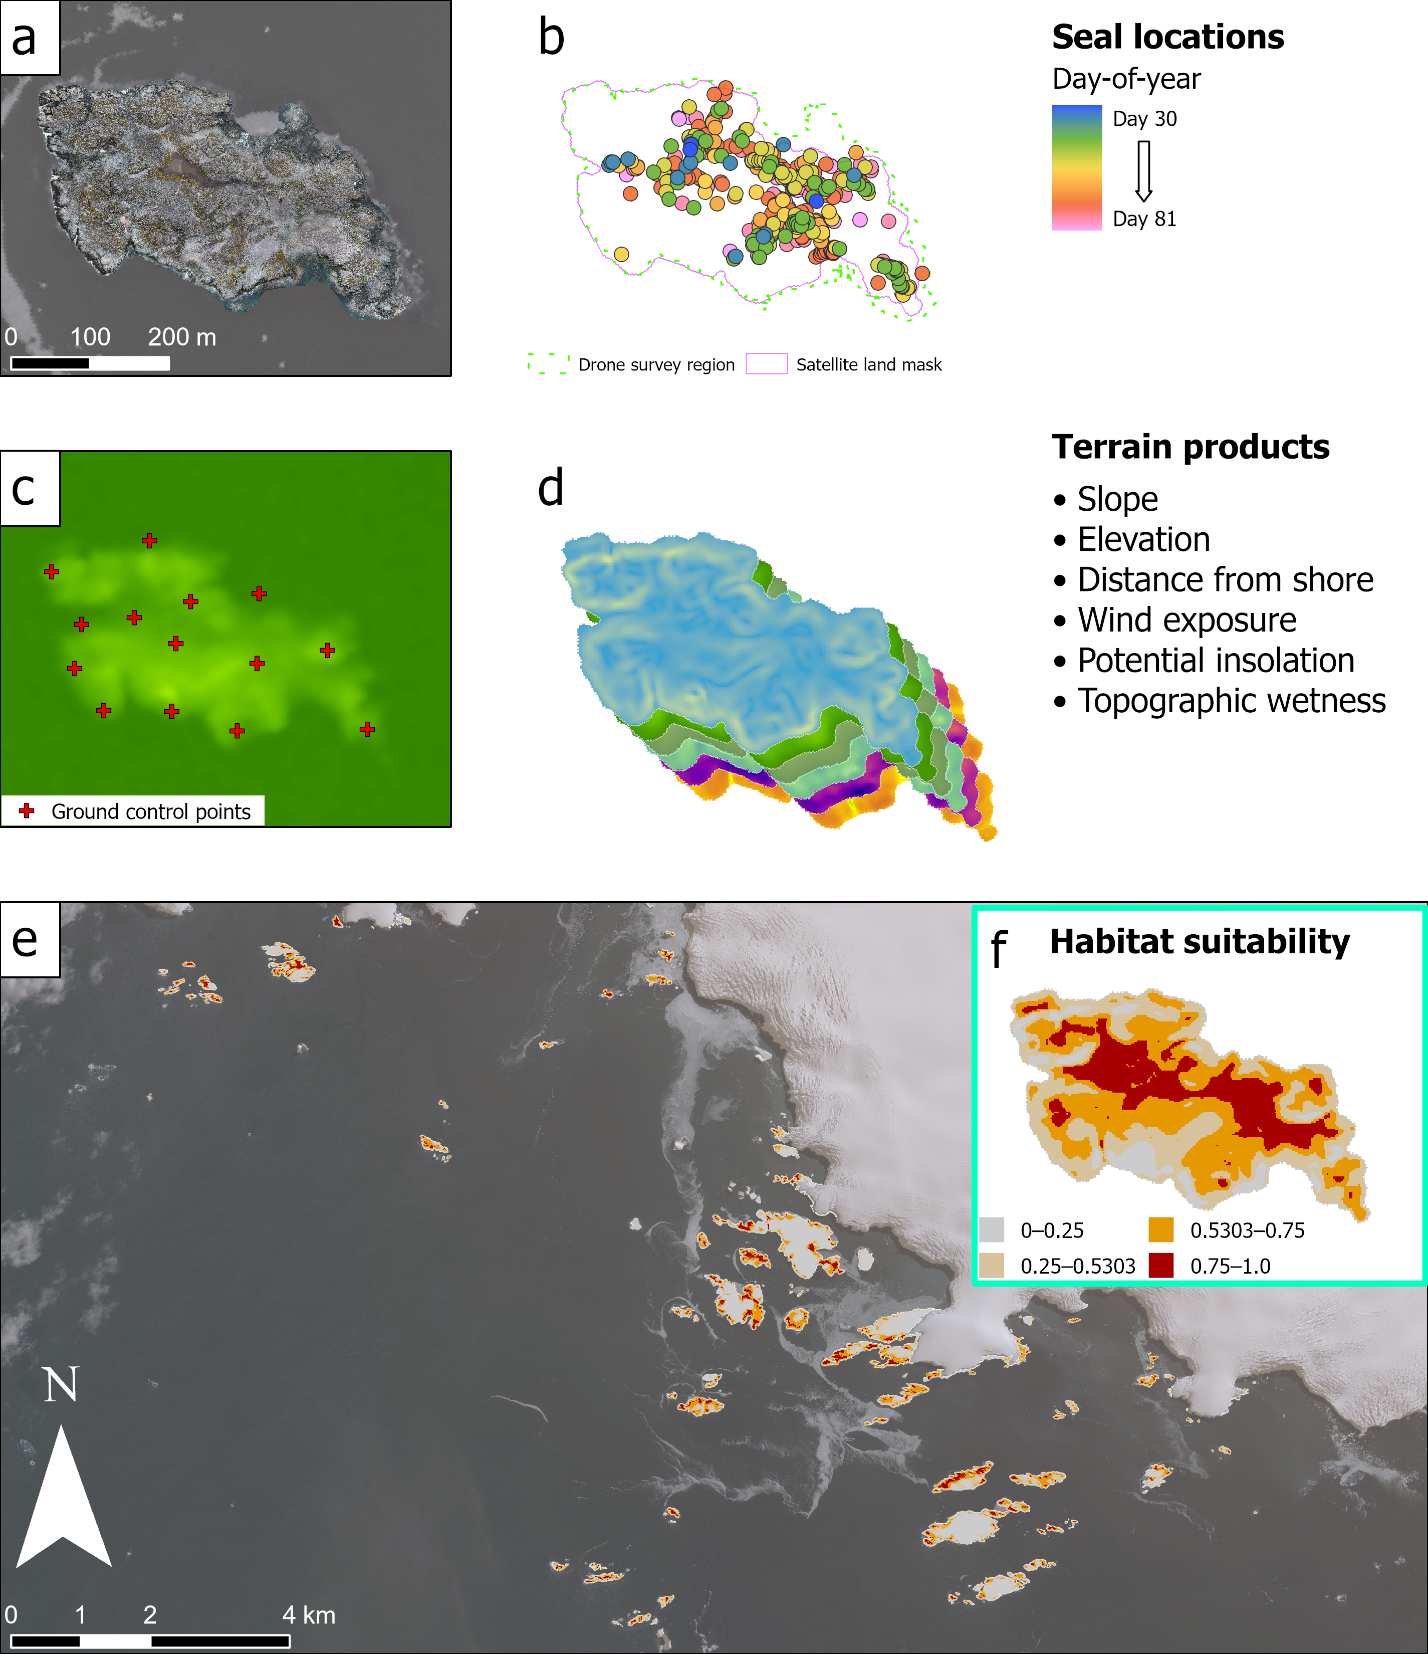 a
0 100 200 m
b
Drone survey region
Satellite land mask
Seal locations
Day-of-year
Day 30
Day 81
c
Ground control points
d
Terrain products
• Slope
• Elevation
• Distance from shore
• Wind exposure
• Potential insolation
• Topographic wetness
e
N
0 1 2 4 km
f
Habitat suitability
0–0.25
0.5303–0.75
0.25–0.5303
0.75–1.0